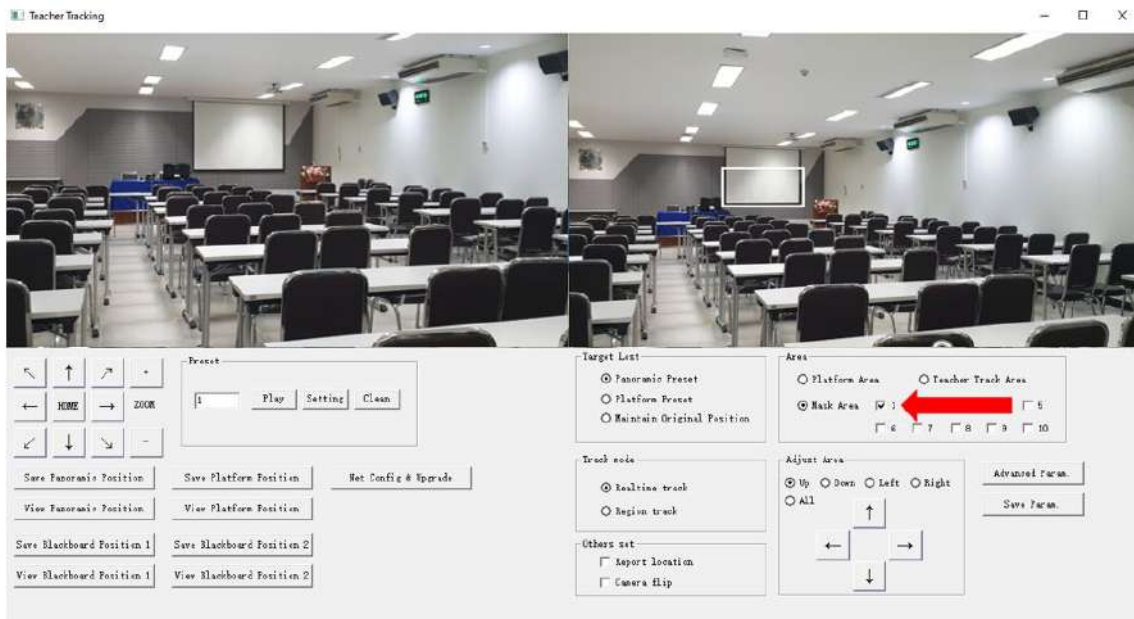 Teacher Tracking
Preset
HOME
ZOOM
1
Play
Setting
Clean
Save Panoramic Position
Save Platform Position
Net Config & Upgrade
View Panoramic Position
View Platform Position
Save Blackboard Position 1
Save Blackboard Position 2
View Blackboard Position 1
View Blackboard Position 2
Target Lost
Panoramic Preset
Platform Preset
Maintain Original Position
Area
Platform Area
Teacher Track Area
Mask Area
5
6
7
8
9
10
Track mode
Realtime track
Region track
Others set
Report location
Camera flip
Adjust Area
Up
Down
Left
Right
All
Advanced Param.
Save Param.